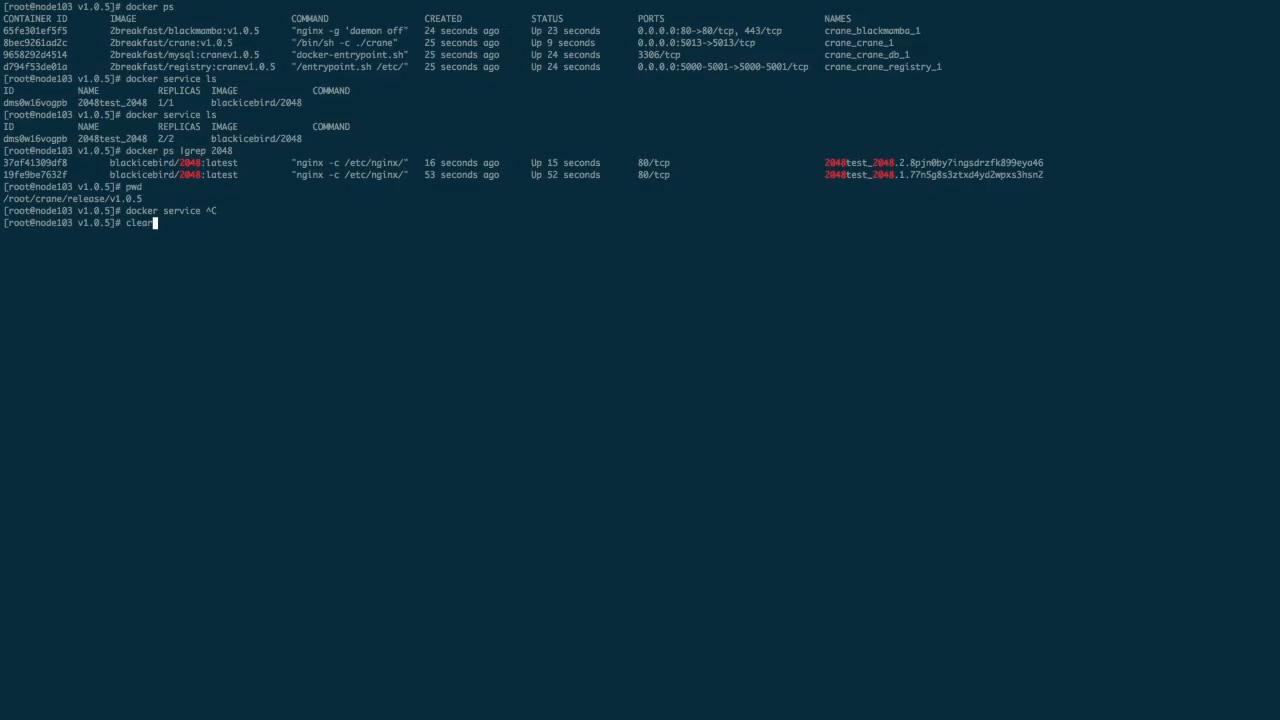 [root@node103 v1.0.5]# docker ps
CONTAINER ID IMAGE COMMAND CREATED STATUS PORTS NAMES
65fe301ef5f5 2breakfast/blackmamba:v1.0.5 "nginx -g 'daemon off" 24 seconds ago Up 23 seconds 0.0.0.0:80->80/tcp, 443/tcp crane_blackmamba_1
8bec9261ad2c 2breakfast/crane:v1.0.5 "/bin/sh -c ./crane" 25 seconds ago Up 9 seconds 0.0.0.0:5013->5013/tcp crane_crane_1
9658292d4514 2breakfast/mysql:cranev1.0.5 "docker-entrypoint.sh" 25 seconds ago Up 24 seconds 3306/tcp crane_crane_db_1
d794f53de01a 2breakfast/registry:cranev1.0.5 "/entrypoint.sh /etc/" 25 seconds ago Up 24 seconds 0.0.0.0:5000-5001->5000-5001/tcp crane_crane_registry_1
[root@node103 v1.0.5]# docker service ls
ID NAME REPLICAS IMAGE COMMAND
dms0w16vogpb 2048test_2048 1/1 blackicebird/2048
[root@node103 v1.0.5]# docker service ls
ID NAME REPLICAS IMAGE COMMAND
dms0w16vogpb 2048test_2048 2/2 blackicebird/2048
[root@node103 v1.0.5]# docker ps |grep 2048
37af41309df8 blackicebird/2048:latest "nginx -c /etc/nginx/" 16 seconds ago Up 15 seconds 80/tcp 2048test_2048.2.8pjn0by7ingsdrzfk899eya46
19fe9be7632f blackicebird/2048:latest "nginx -c /etc/nginx/" 53 seconds ago Up 52 seconds 80/tcp 2048test_2048.1.77n5g8s3ztxd4yd2wpxs3hsn2
[root@node103 v1.0.5]# pwd
/root/crane/release/v1.0.5
[root@node103 v1.0.5]# docker service ^C
[root@node103 v1.0.5]# clear